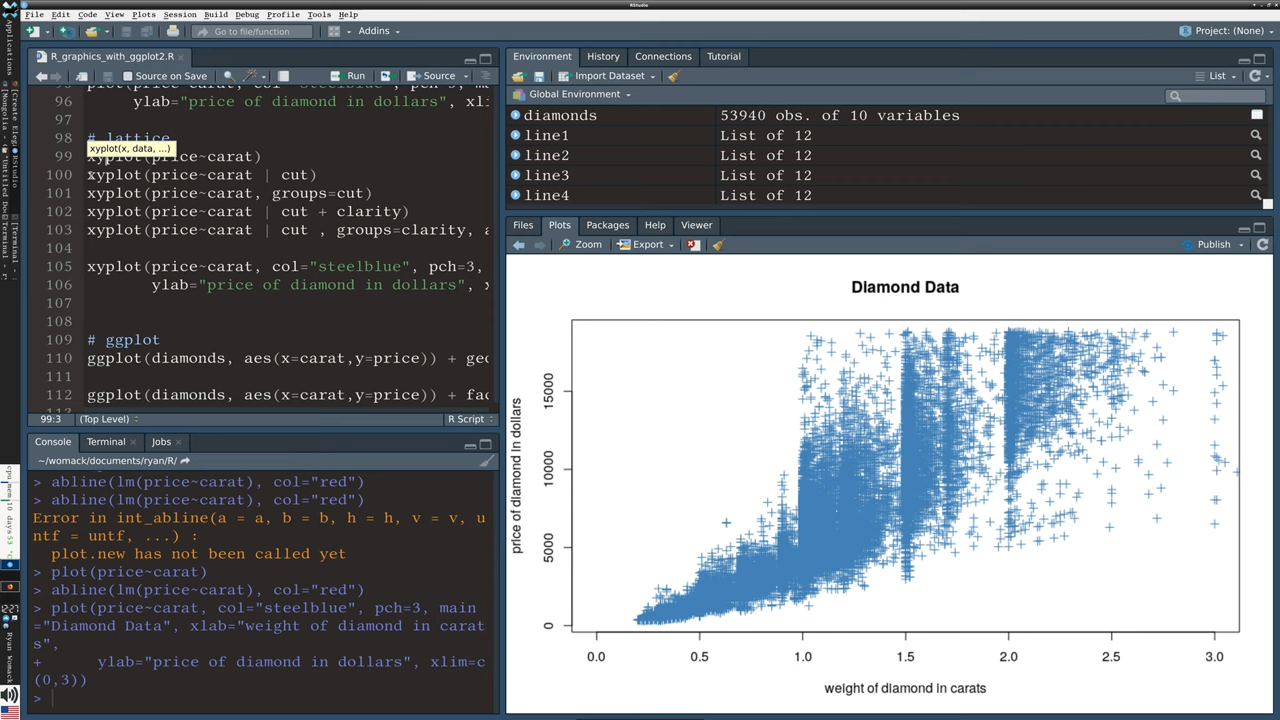 RStudio
File Edit Code View Plots Session Build Debug Profile Tools Help
Go to file/function Addins Project: (None)
R_graphics_with_ggplot2.R
Source on Save Run Source
96 ylab="price of diamond in dollars", xli
97
98 # lattice
xyplot(x, data, ...)
99 xyplot(price~carat)
100 xyplot(price~carat | cut)
101 xyplot(price~carat, groups=cut)
102 xyplot(price~carat | cut + clarity)
103 xyplot(price~carat | cut , groups=clarity, a
104
105 xyplot(price~carat, col="steelblue", pch=3,
106 ylab="price of diamond in dollars", x
107
108
109 # ggplot
110 ggplot(diamonds, aes(x=carat,y=price)) + geo
111
112 ggplot(diamonds, aes(x=carat,y=price)) + fac
113
99:3 (Top Level) R Script
Console Terminal Jobs
~/womack/documents/ryan/R/
> abline(lm(price~carat), col="red")
> abline(lm(price~carat), col="red")
Error in int_abline(a = a, b = b, h = h, v = v, u
ntf = untf, ...) :
plot.new has not been called yet
> plot(price~carat)
> abline(lm(price~carat), col="red")
> plot(price~carat, col="steelblue", pch=3, main
="Diamond Data", xlab="weight of diamond in carat
s",
+ ylab="price of diamond in dollars", xlim=c
(0,3))
>
Environment History Connections Tutorial
Import Dataset List
Global Environment
diamonds 53940 obs. of 10 variables
line1 List of 12
line2 List of 12
line3 List of 12
line4 List of 12
Files Plots Packages Help Viewer
Zoom Export Publish
Diamond Data
price of diamond in dollars
15000
10000
5000
0
0.0 0.5 1.0 1.5 2.0 2.5 3.0
weight of diamond in carats
Applications
RStudio
Ryan Womack